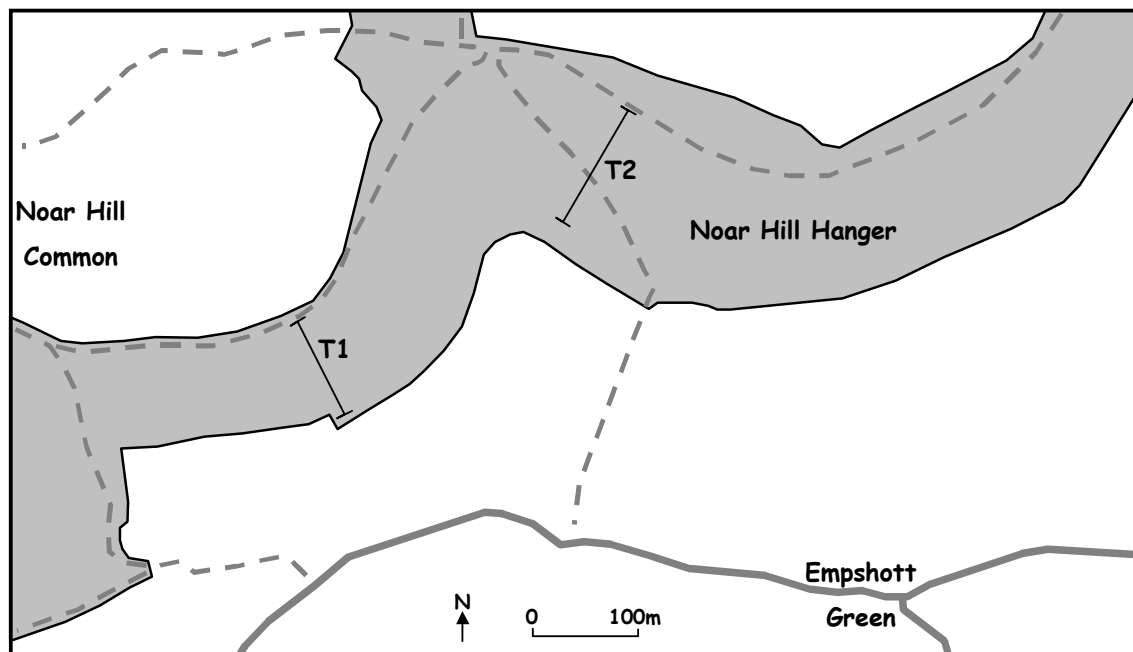 T2
Noar Hill
Common
Noar Hill Hanger
T1
Empshott
Green
N
0 100m